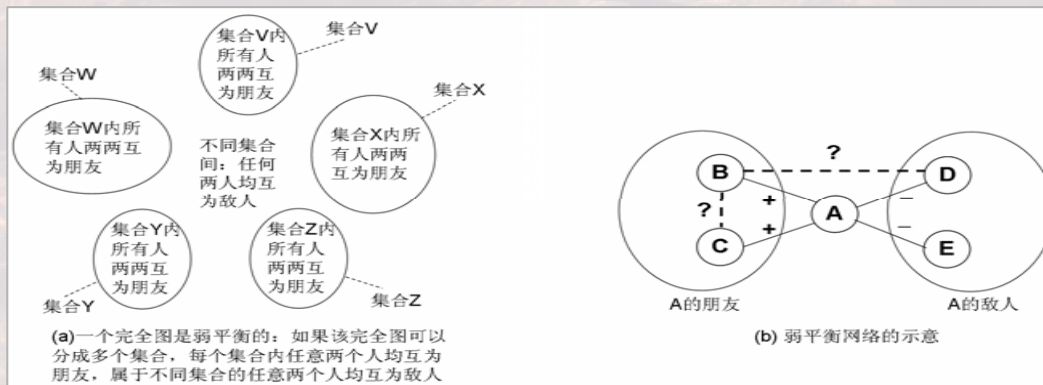 集合V内
所有人
两两互
为朋友
集合V
集合W
集合W内所
有人两两互
为朋友
集合X
集合X内所
有人两两
互为朋友
不同集合
间：任何
两人均互
为敌人
集合Y内
所有人
两两互
为朋友
集合Y
集合Z内
所有人
两两互
为朋友
集合Z
(a)一个完全图是弱平衡的：如果该完全图可以
分成多个集合，每个集合内任意两个人均互为
朋友，属于不同集合的任意两个人均互为敌人
?
B
D
+
−
?
A
+
−
C
E
A的朋友
A的敌人
(b) 弱平衡网络的示意